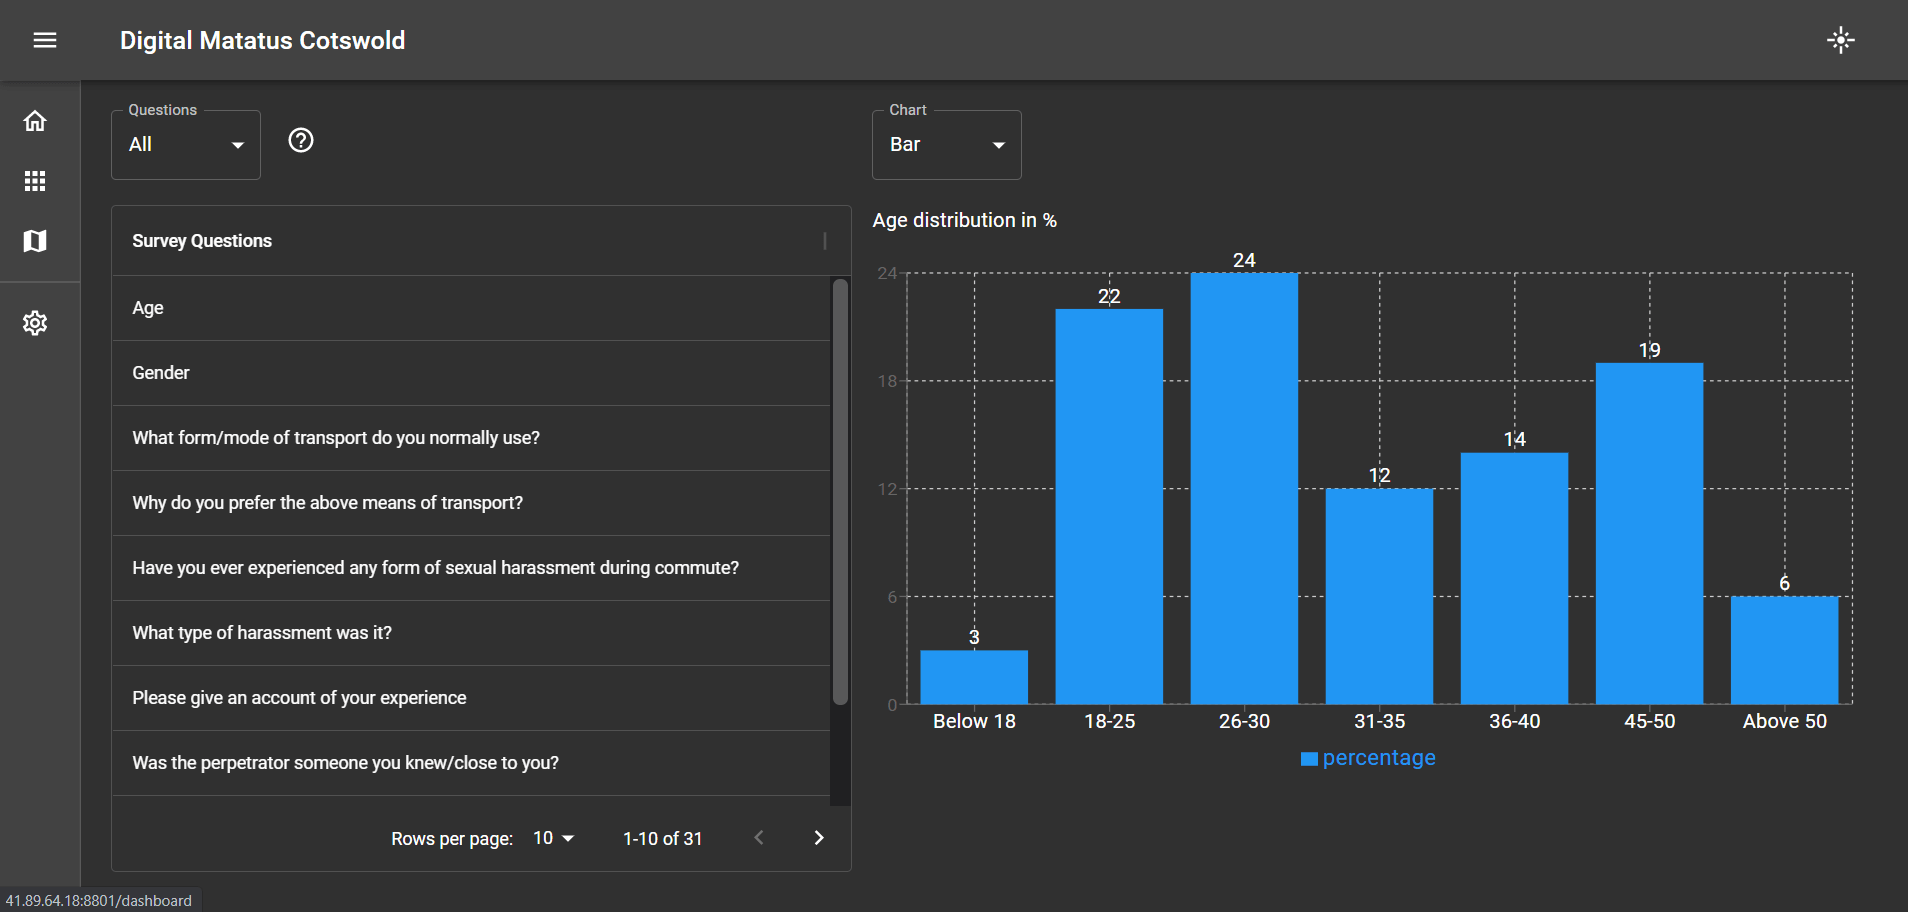 Digital Matatus Cotswold
Questions
All
Chart
Bar
Survey Questions
Age
Gender
What form/mode of transport do you normally use?
Why do you prefer the above means of transport?
Have you ever experienced any form of sexual harassment during commute?
What type of harassment was it?
Please give an account of your experience
Was the perpetrator someone you knew/close to you?
Rows per page: 10 1-10 of 31
Age distribution in %
24
18
12
6
0
3
22
24
12
14
19
6
Below 18 18-25 26-30 31-35 36-40 45-50 Above 50
percentage
41.89.64.18:8801/dashboard